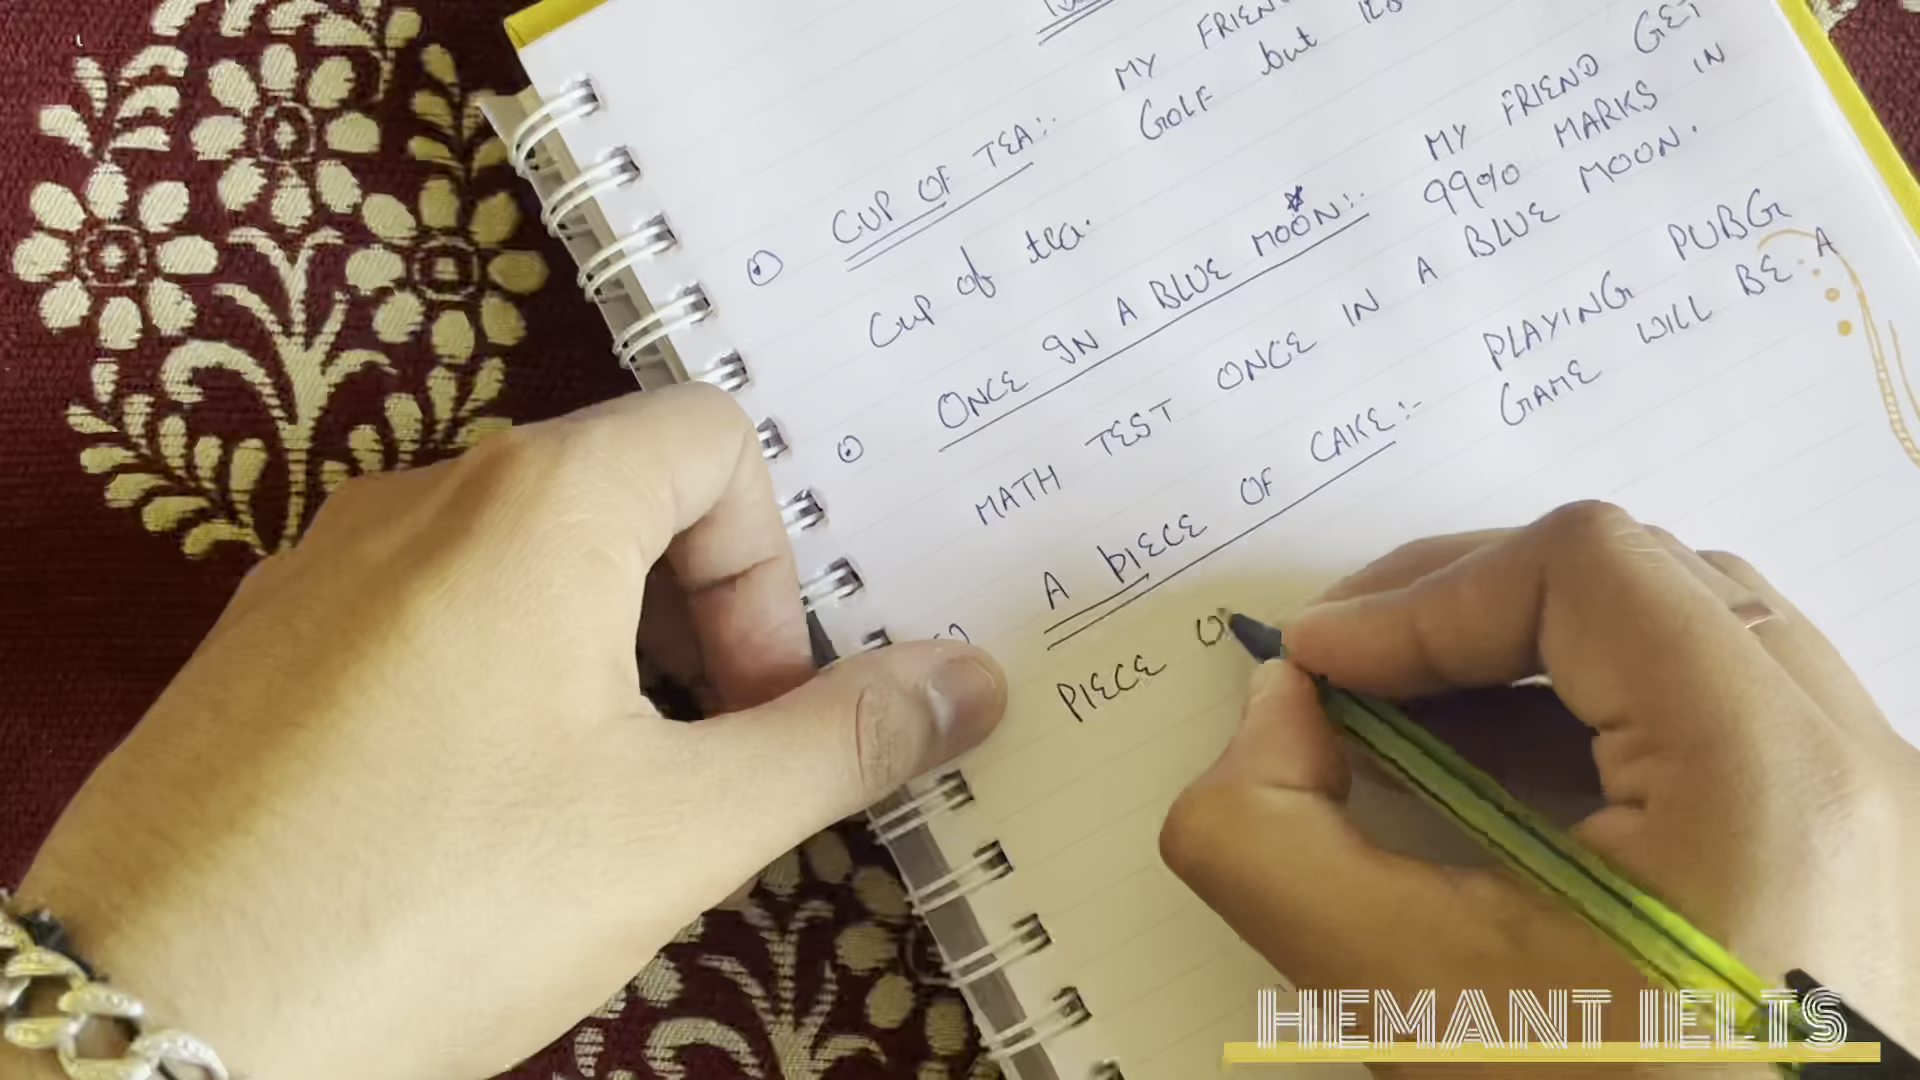 CUP OF TEA:- MY FRIEND
GOLF but
Cup of tea.
ONCE IN A BLUE MOON:- MY FRIEND GET
99% MARKS IN
MATH TEST ONCE IN A BLUE MOON.
A PIECE OF CAKE:- PLAYING PUBG
GAME WILL BE A
PIECE O
HEMANT IELTS